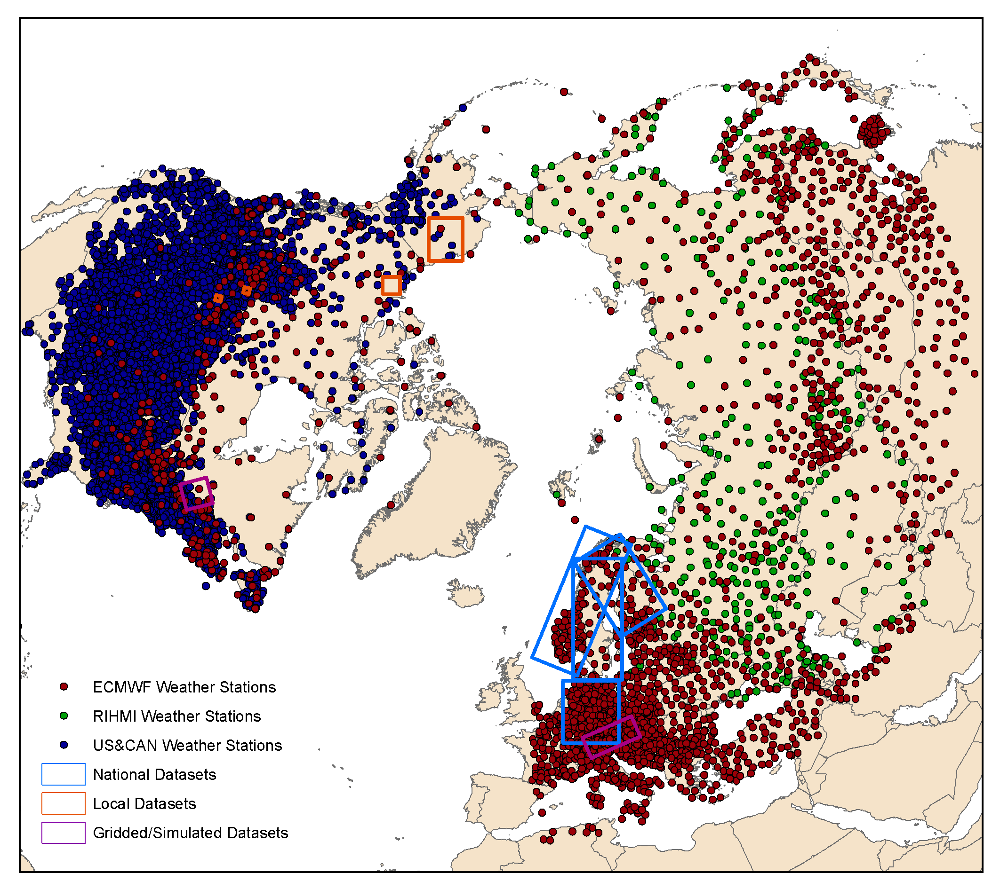 ECMWF Weather Stations
RIHMI Weather Stations
US&CAN Weather Stations
National Datasets
Local Datasets
Gridded/Simulated Datasets